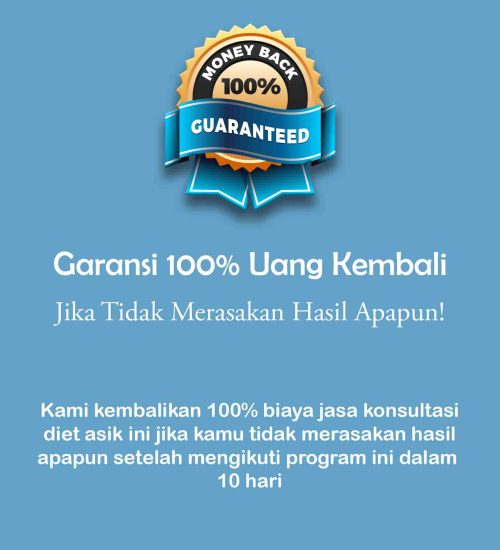 MONEY BACK
100%
GUARANTEED
Garansi 100% Uang Kembali
Jika Tidak Merasakan Hasil Apapun!
Kami kembalikan 100% biaya jasa konsultasi
diet asik ini jika kamu tidak merasakan hasil
apapun setelah mengikuti program ini dalam
10 hari